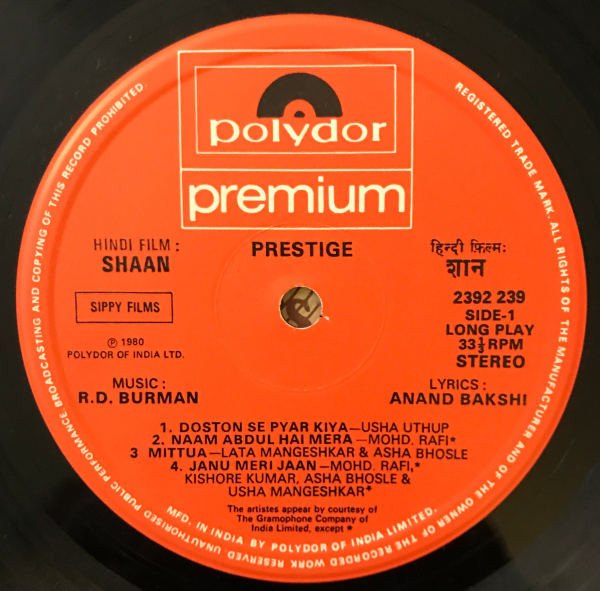 polydor
premium
HINDI FILM :
SHAAN
PRESTIGE
हिन्दी फ़िल्म:
शान
SIPPY FILMS
2392 239
SIDE-1
LONG PLAY
33⅓ RPM
STEREO
℗ 1980
POLYDOR OF INDIA LTD.
MUSIC :
R.D. BURMAN
LYRICS :
ANAND BAKSHI
1. DOSTON SE PYAR KIYA—USHA UTHUP
2. NAAM ABDUL HAI MERA—MOHD. RAFI*
3 MITTUA—LATA MANGESHKAR & ASHA BHOSLE
4. JANU MERI JAAN—MOHD. RAFI,*
KISHORE KUMAR, ASHA BHOSLE &
USHA MANGESHKAR*
The artistes appear by courtesy of
The Gramophone Company of
India Limited, except *
MFD. IN INDIA BY POLYDOR OF INDIA LIMITED.
REGISTERED TRADE MARK. ALL RIGHTS OF THE MANUFACTURER AND OF THE OWNER OF THE RECORDED WORK RESERVED. UNAUTHORISED PUBLIC PERFORMANCE BROADCASTING AND COPYING OF THIS RECORD PROHIBITED.